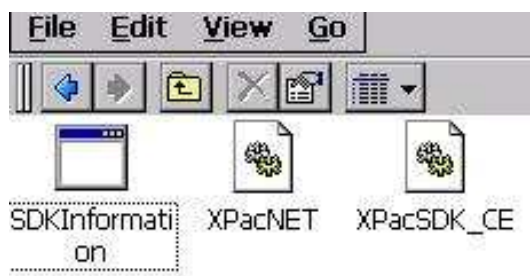 File Edit View Go
SDKInformati
on
XPacNET
XPacSDK_CE